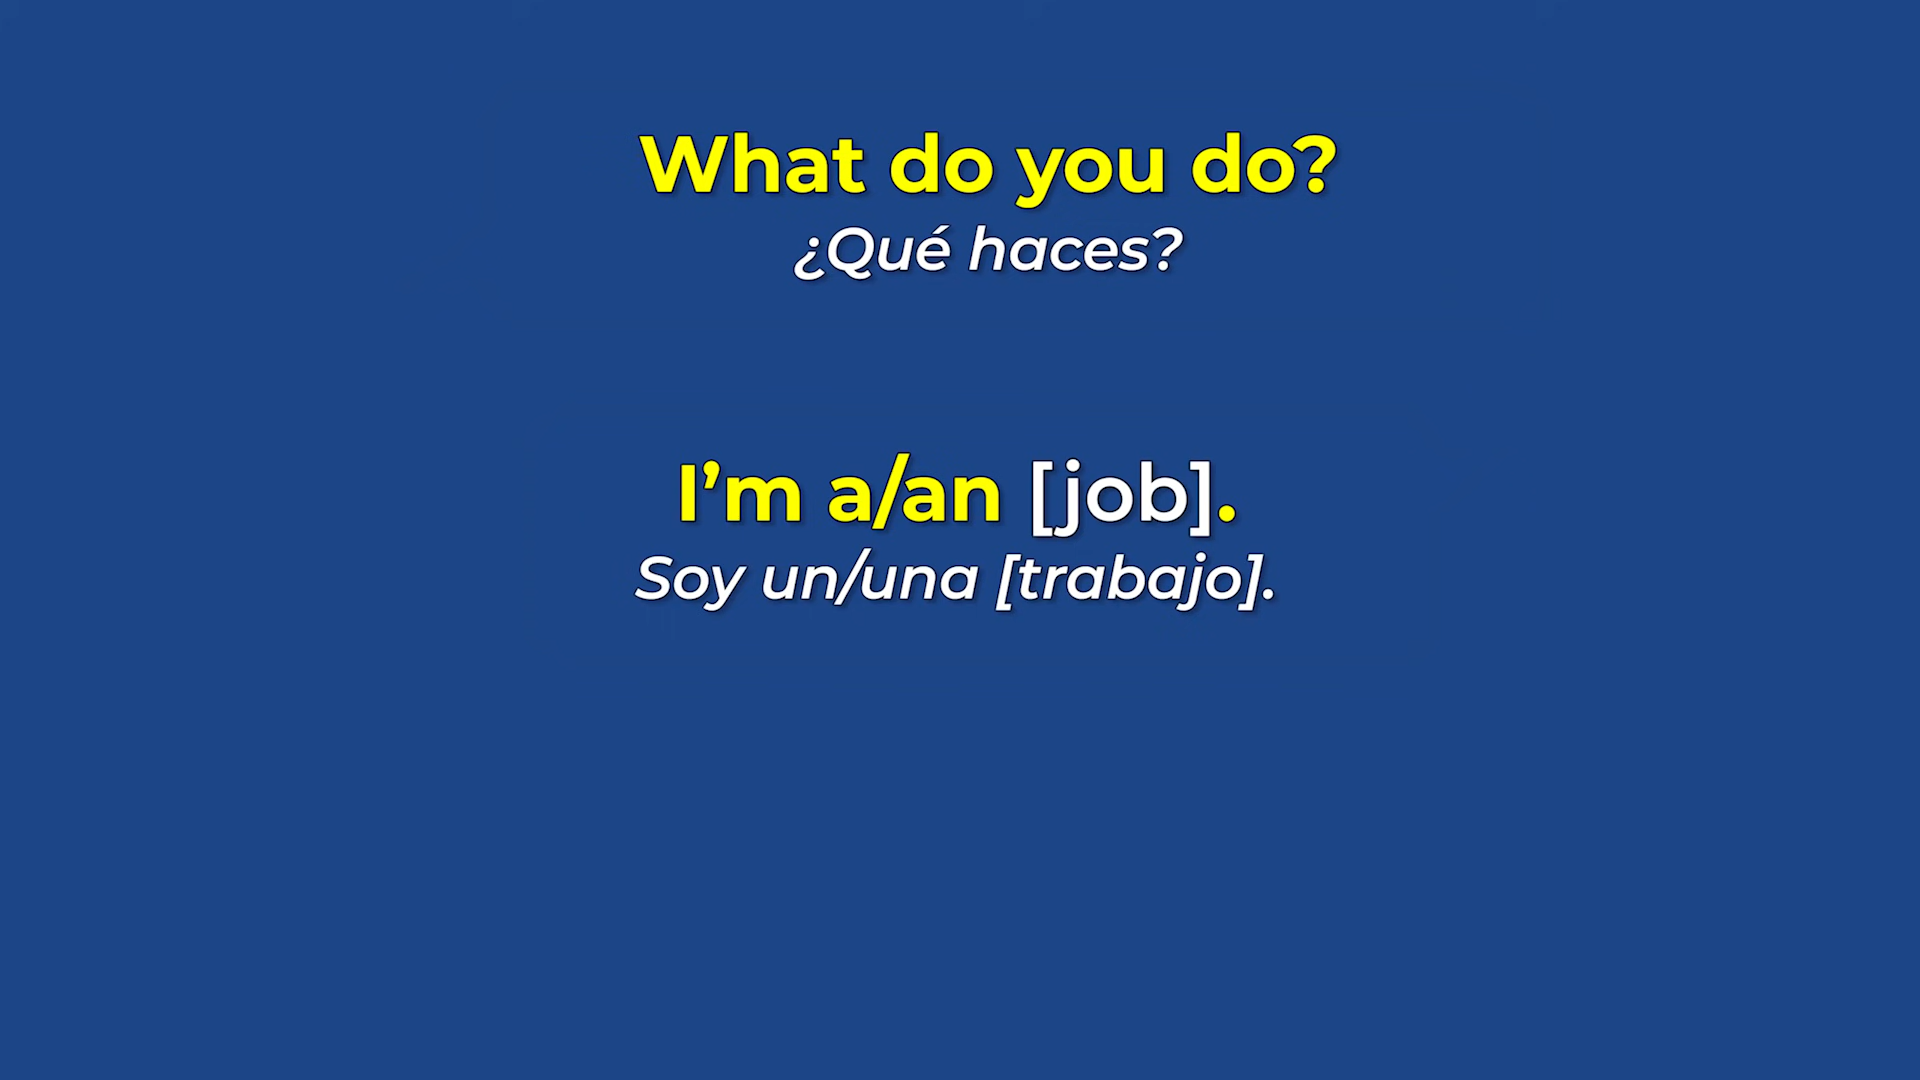 What do you do?
¿Qué haces?
I’m a/an [job].
Soy un/una [trabajo].